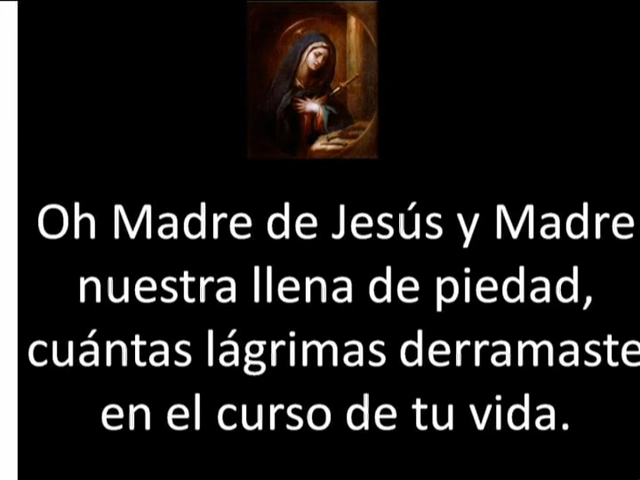 Oh Madre de Jesús y Madre
nuestra llena de piedad,
cuántas lágrimas derramaste
en el curso de tu vida.